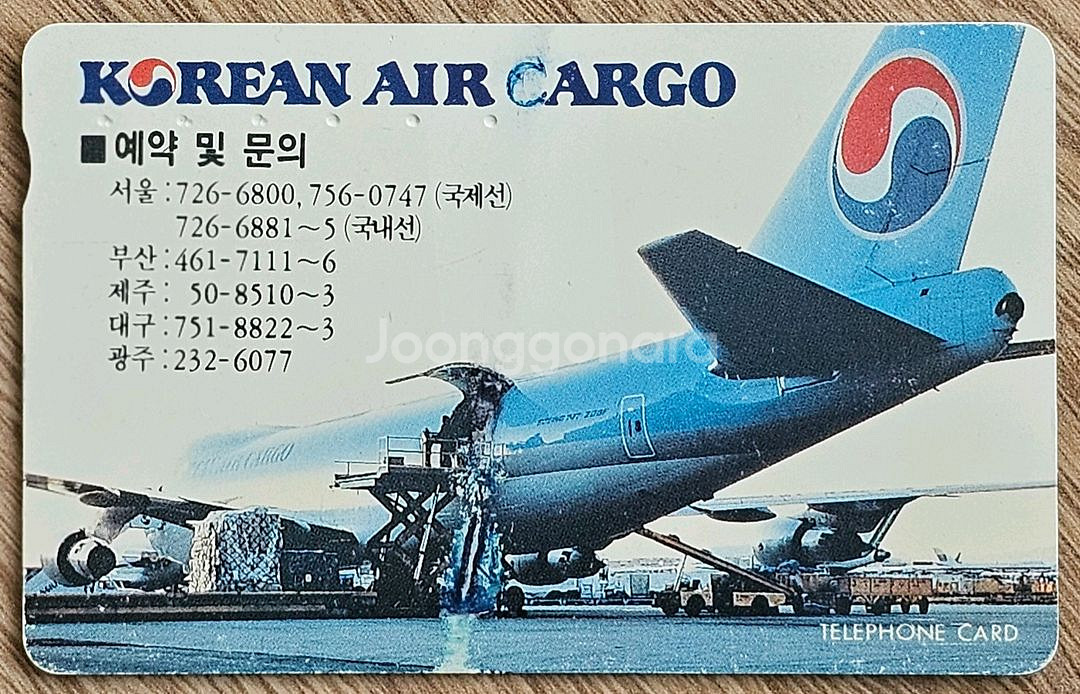 KOREAN AIR CARGO
■ 예약 및 문의
서울:726-6800, 756-0747 (국제선)
726-6881~5 (국내선)
부산:461-7111~6
제주: 50-8510~3
대구:751-8822~3
광주:232-6077
Joonggonara
TELEPHONE CARD